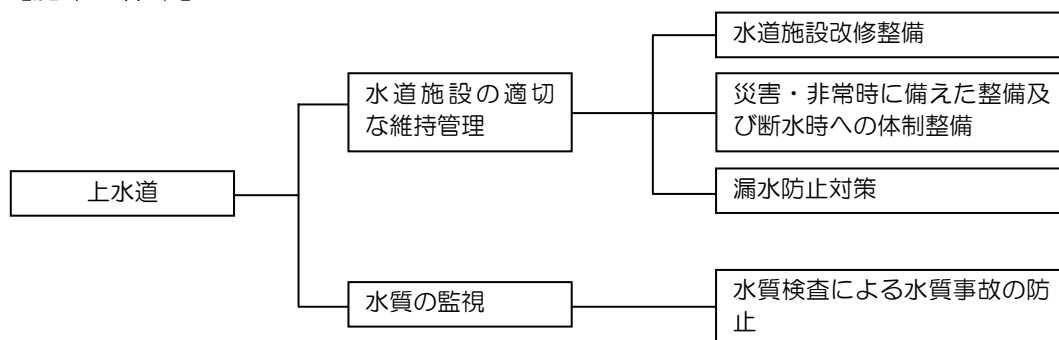 水道施設改修整備
水道施設の適切
な維持管理
災害・非常時に備えた整備及
び断水時への体制整備
上水道
漏水防止対策
水質の監視
水質検査による水質事故の防
止